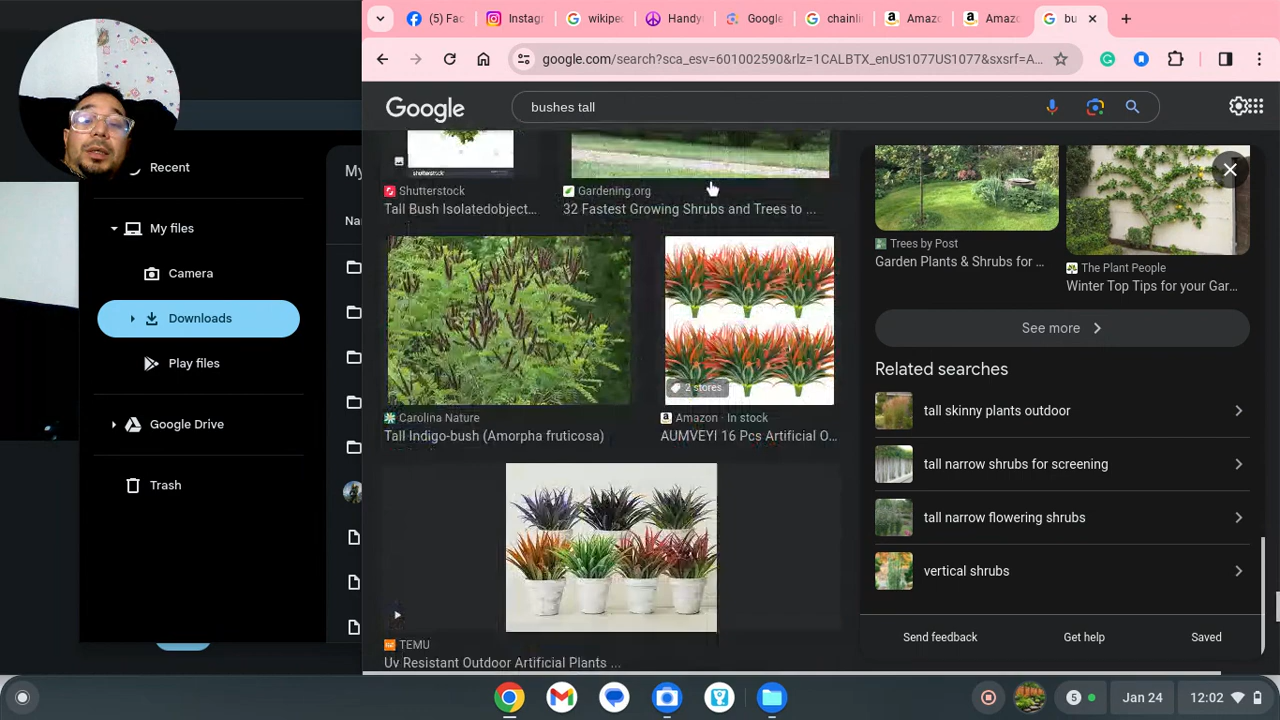 (5) Fac
Instag
wikipe
Handy
Google
chainli
Amazo
Amazo
bu
google.com/search?sca_esv=601002590&rlz=1CALBTX_enUS1077US1077&sxsrf=A...
Google
bushes tall
Recent
My files
Camera
Downloads
Play files
Google Drive
Trash
My
Na
shutterstock
Shutterstock
Tall Bush Isolatedobject...
Gardening.org
32 Fastest Growing Shrubs and Trees to ...
Carolina Nature
Tall Indigo-bush (Amorpha fruticosa)
2 stores
Amazon · In stock
AUMVEYI 16 Pcs Artificial O...
TEMU
Uv Resistant Outdoor Artificial Plants ...
Trees by Post
Garden Plants & Shrubs for ...
The Plant People
Winter Top Tips for your Gar...
See more
Related searches
tall skinny plants outdoor
tall narrow shrubs for screening
tall narrow flowering shrubs
vertical shrubs
Send feedback
Get help
Saved
5
Jan 24
12:02